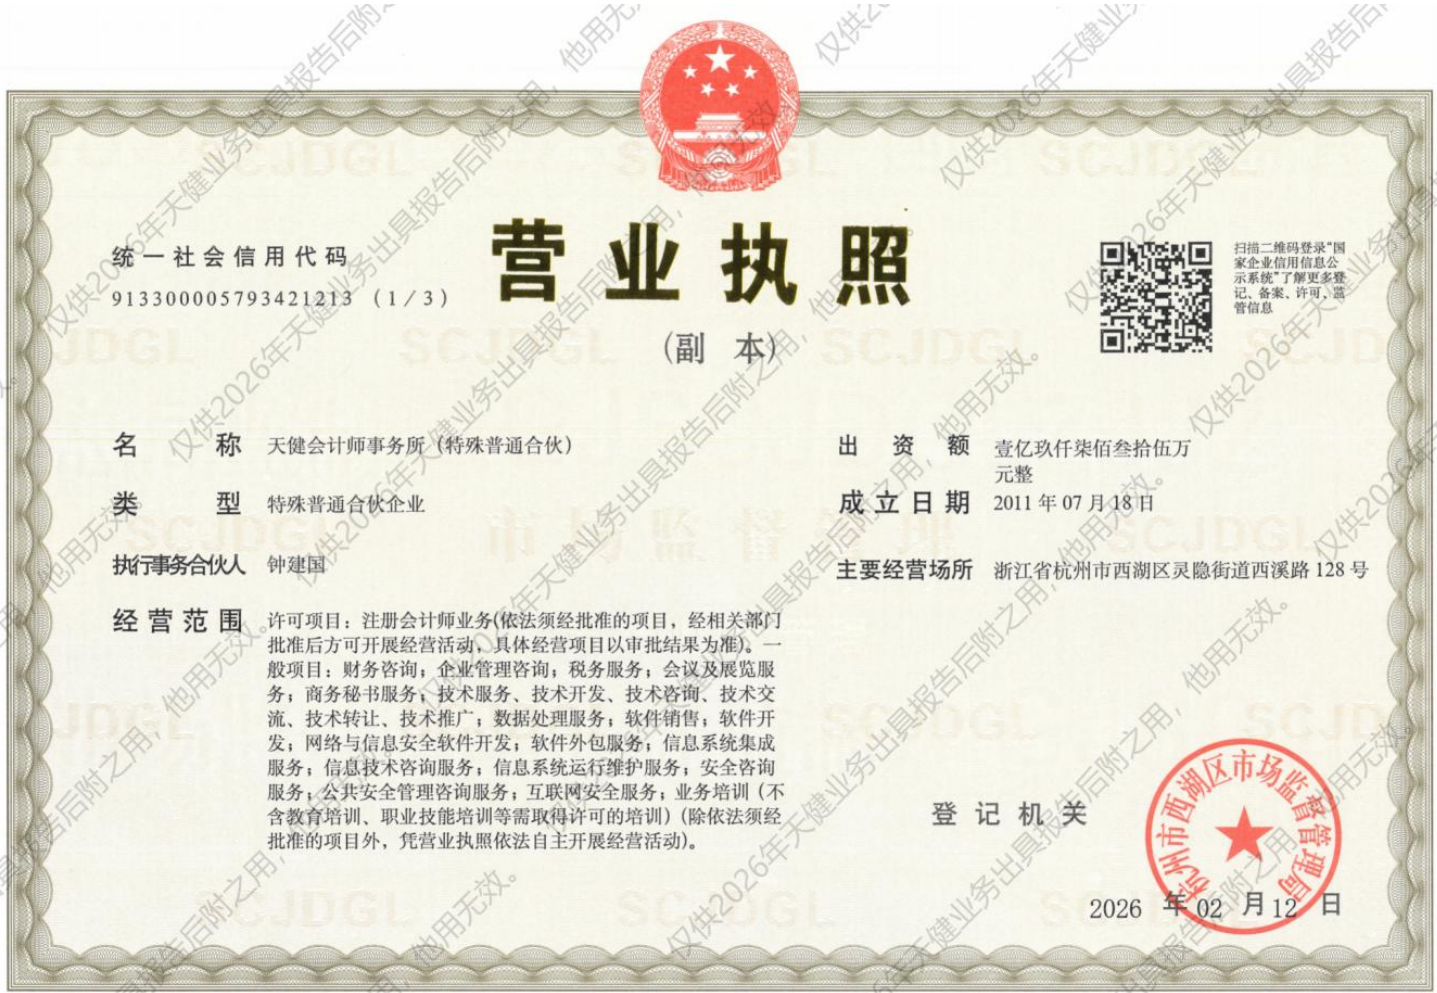 营业执照
(副 本)
统一社会信用代码
913300005793421213 (1/3)
扫描二维码登录“国
家企业信用信息公
示系统”了解更多登
记、备案、许可、监
管信息
名 称 天健会计师事务所（特殊普通合伙）
类 型 特殊普通合伙企业
执行事务合伙人 钟建国
经营范围 许可项目：注册会计师业务(依法须经批准的项目，经相关部门
批准后方可开展经营活动，具体经营项目以审批结果为准)。一
般项目：财务咨询；企业管理咨询；税务服务；会议及展览服
务；商务秘书服务；技术服务、技术开发、技术咨询、技术交
流、技术转让、技术推广；数据处理服务；软件销售；软件开
发；网络与信息安全软件开发；软件外包服务；信息系统集成
服务；信息技术咨询服务；信息系统运行维护服务；安全咨询
服务；公共安全管理咨询服务；互联网安全服务；业务培训（不
含教育培训、职业技能培训等需取得许可的培训）(除依法须经
批准的项目外，凭营业执照依法自主开展经营活动)。
出 资 额 壹亿玖仟柒佰叁拾伍万
元整
成立日期 2011年07月18日
主要经营场所 浙江省杭州市西湖区灵隐街道西溪路128号
登记机关
杭州市西湖区市场监督管理局
2026 年 02 月 12 日
仅供2026年天健业务出具报告后附之用，他用无效。
SCJDGL
市场监督管理